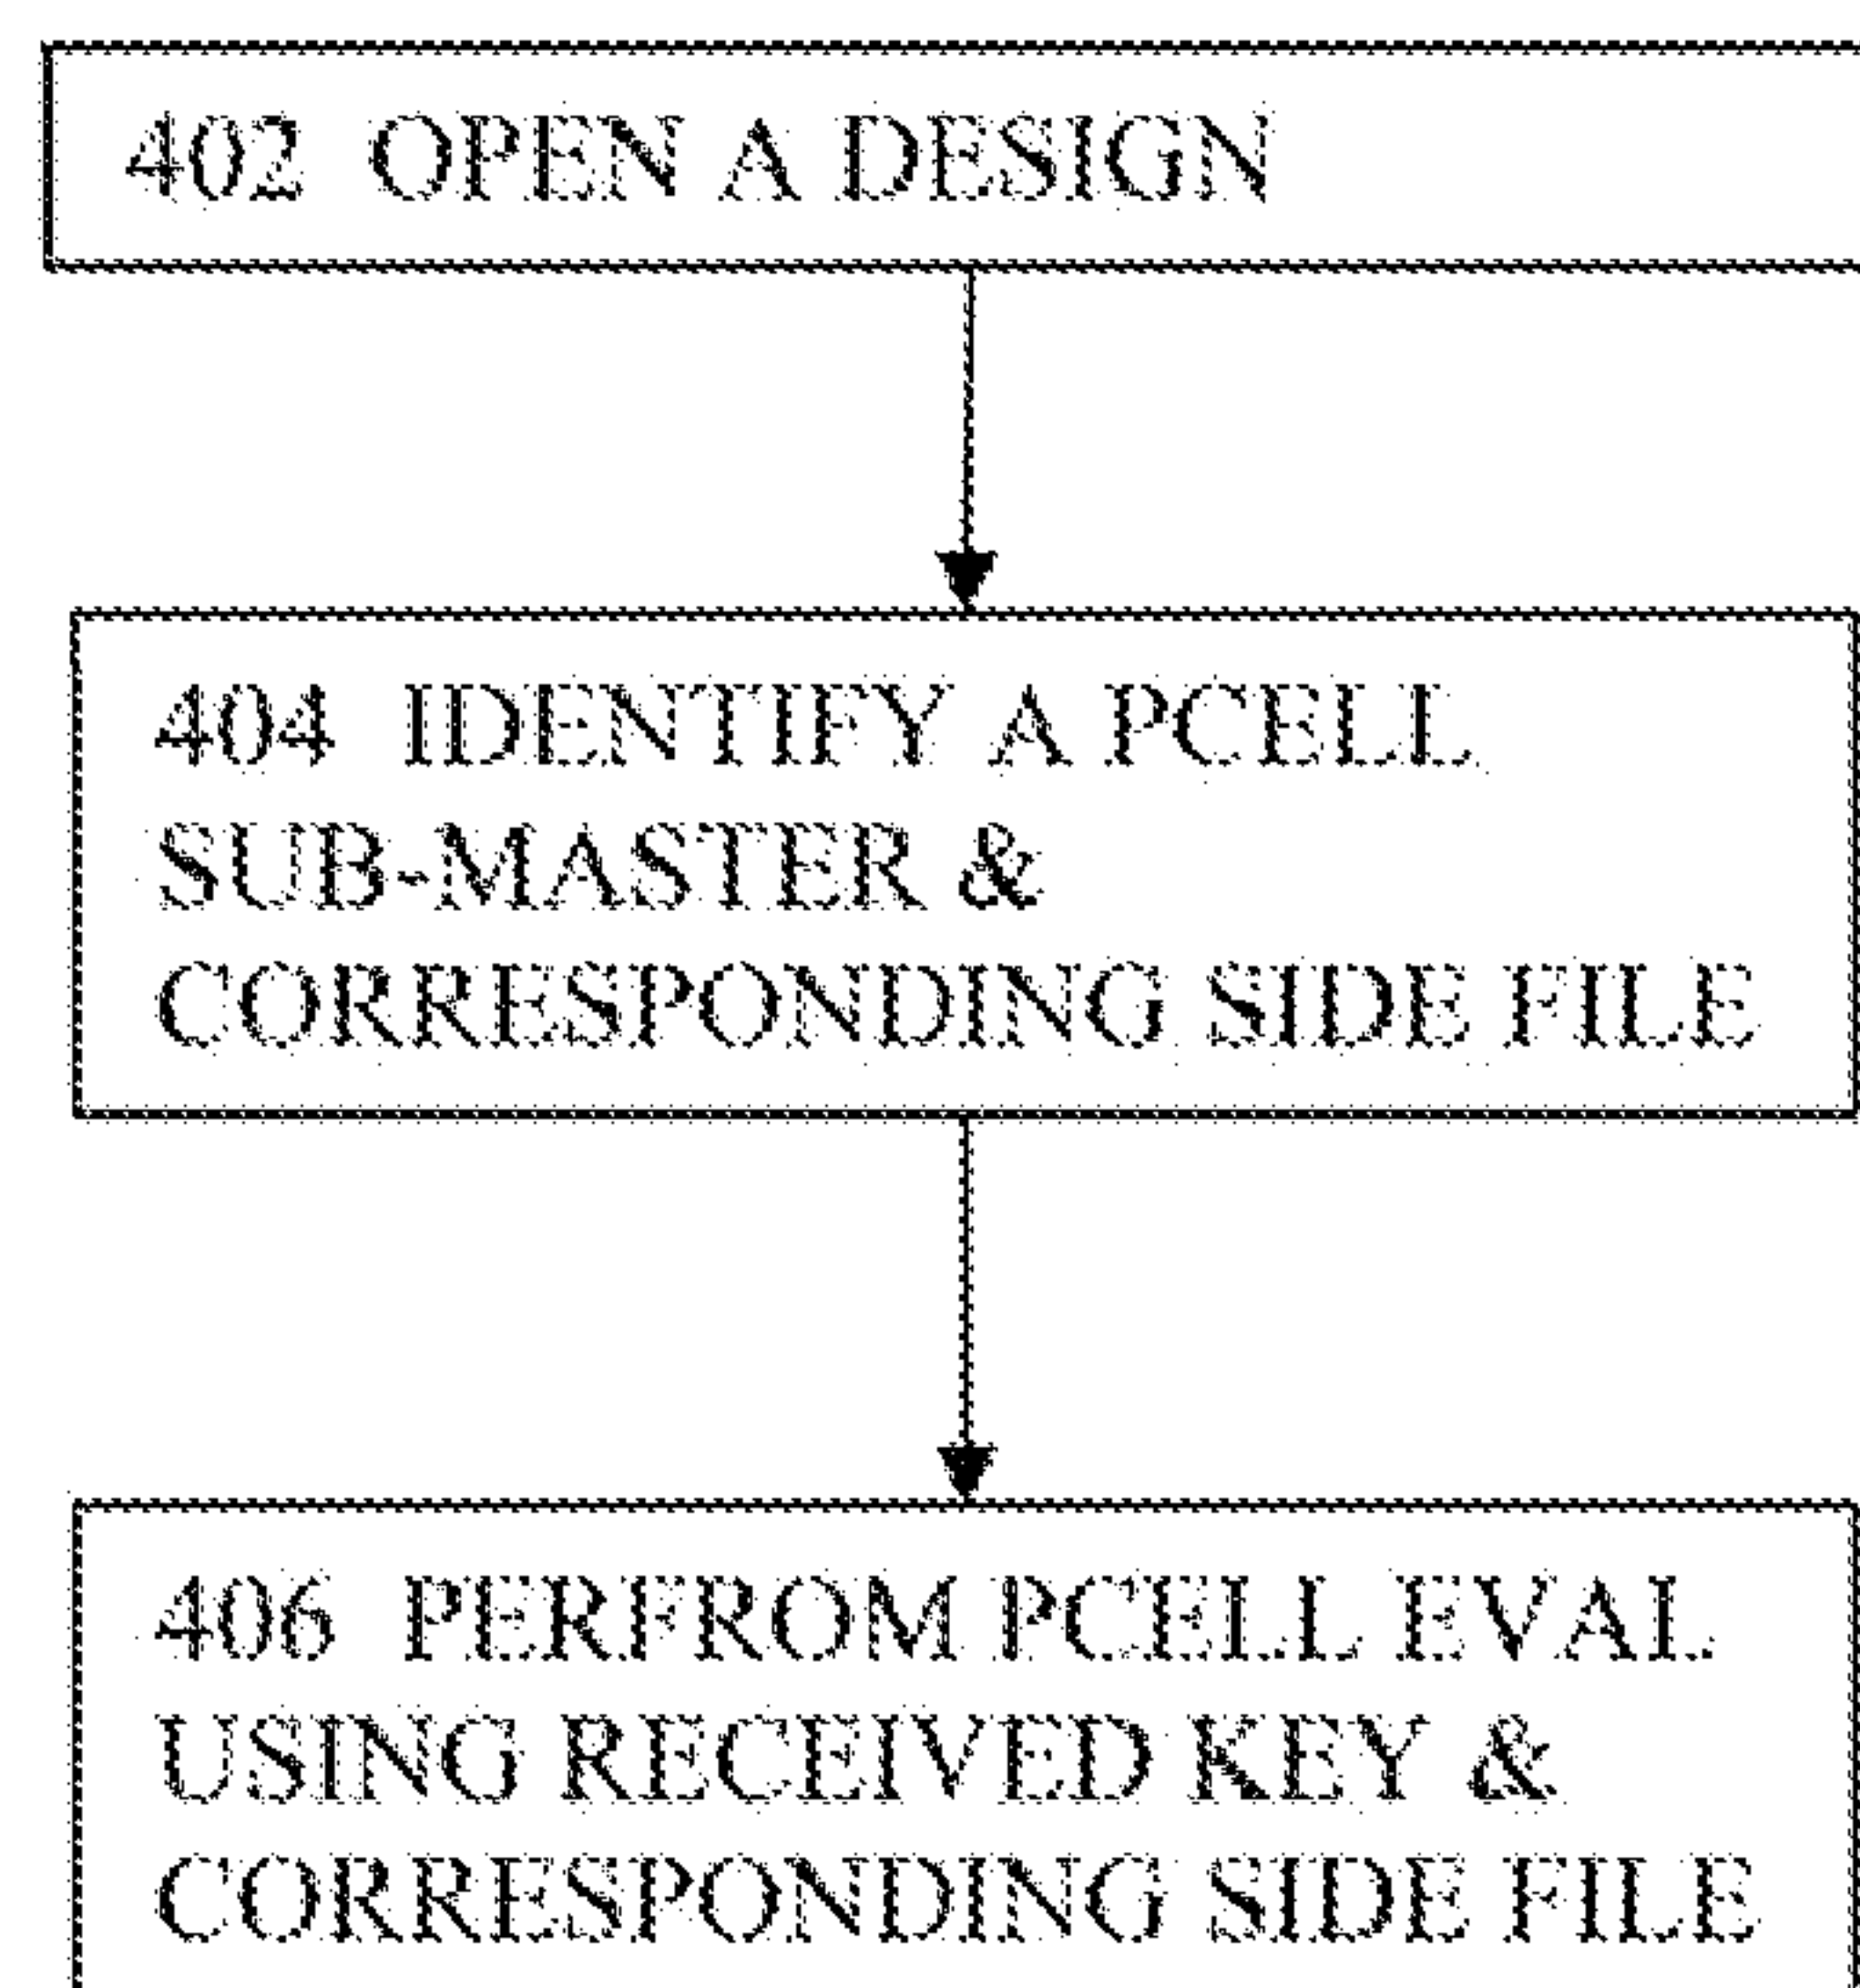 402 OPEN A DESIGN
404 IDENTIFY A PCELL
SUB-MASTER &
CORRESPONDING SIDE FILE
406 PERFROM PCELL EVAL
USING RECEIVED KEY &
CORRESPONDING SIDE FILE